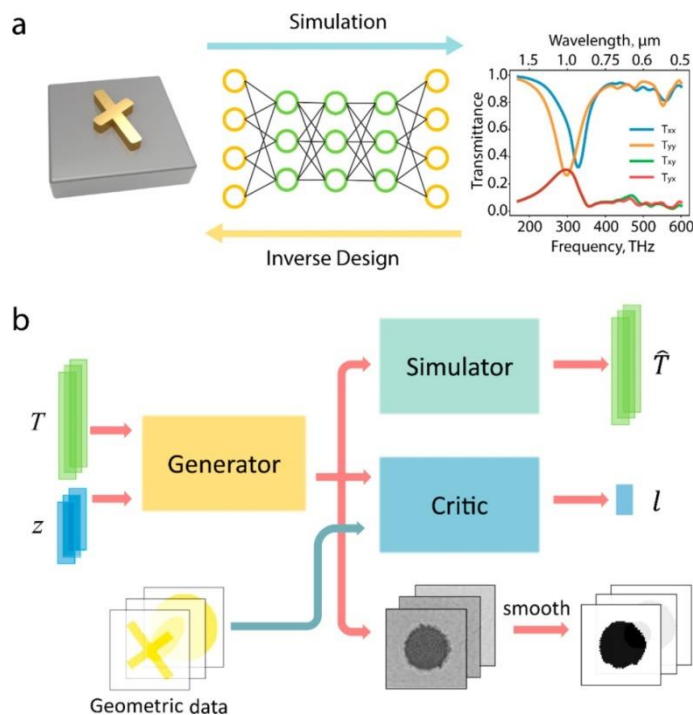 a
Simulation
Inverse Design
Wavelength, µm
1.5 1.0 0.75 0.6 0.5
Transmittance
1.0
0.8
0.6
0.4
0.2
0.0
Txx
Tyy
Txy
Tyx
200 300 400 500 600
Frequency, THz
b
T
z
Generator
Simulator
T̂
Critic
l
smooth
Geometric data